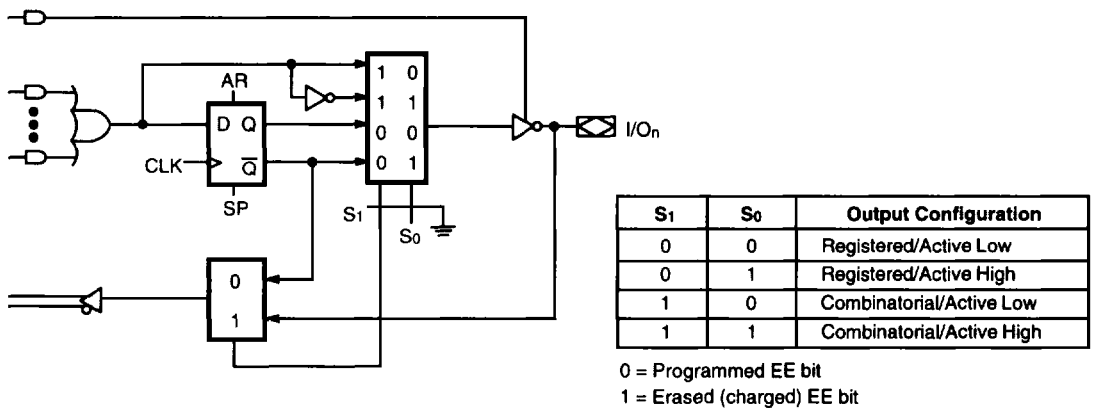 AR
D Q
CLK
Q
SP
1 0
1 1
0 0
0 1
S1
S0
I/On
0
1
S1 S0 Output Configuration
0 0 Registered/Active Low
0 1 Registered/Active High
1 0 Combinatorial/Active Low
1 1 Combinatorial/Active High
0 = Programmed EE bit
1 = Erased (charged) EE bit